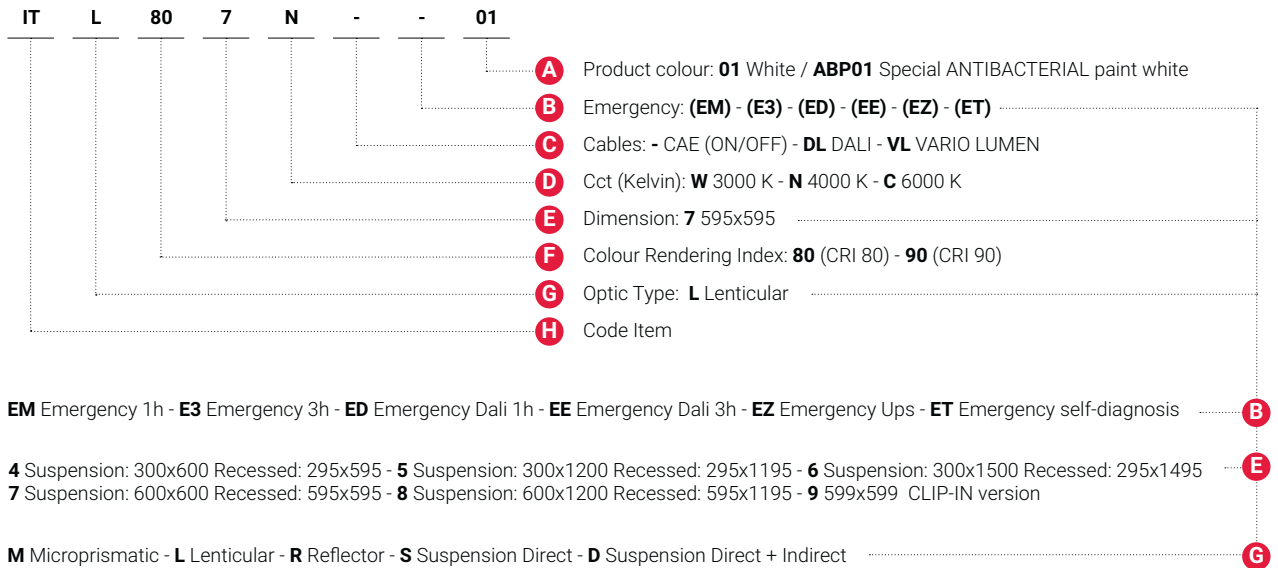 IT L 80 7 N - - 01
A Product colour: 01 White / ABP01 Special ANTIBACTERIAL paint white
B Emergency: (EM) - (E3) - (ED) - (EE) - (EZ) - (ET)
C Cables: - CAE (ON/OFF) - DL DALI - VL VARIO LUMEN
D Cct (Kelvin): W 3000 K - N 4000 K - C 6000 K
E Dimension: 7 595x595
F Colour Rendering Index: 80 (CRI 80) - 90 (CRI 90)
G Optic Type: L Lenticular
H Code Item
EM Emergency 1h - E3 Emergency 3h - ED Emergency Dali 1h - EE Emergency Dali 3h - EZ Emergency Ups - ET Emergency self-diagnosis B
4 Suspension: 300x600 Recessed: 295x595 - 5 Suspension: 300x1200 Recessed: 295x1195 - 6 Suspension: 300x1500 Recessed: 295x1495 E
7 Suspension: 600x600 Recessed: 595x595 - 8 Suspension: 600x1200 Recessed: 595x1195 - 9 599x599 CLIP-IN version
M Microprismatic - L Lenticular - R Reflector - S Suspension Direct - D Suspension Direct + Indirect G